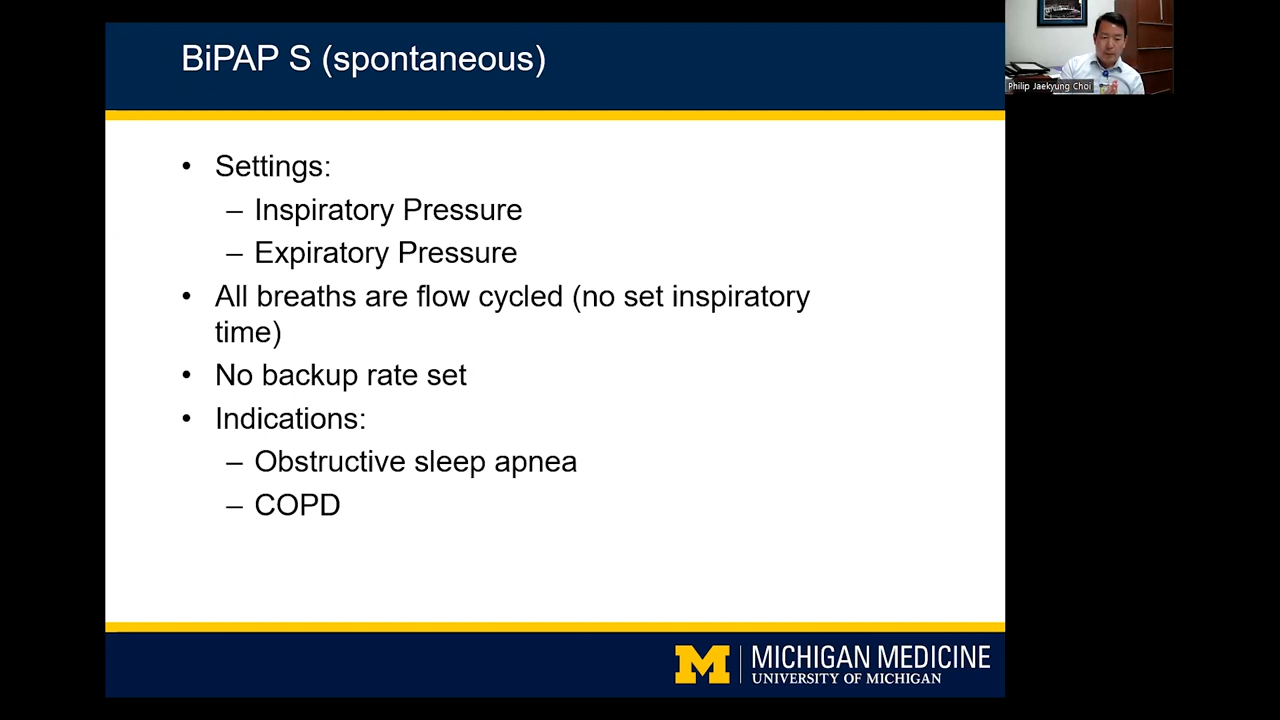 BiPAP S (spontaneous)
Philip Jaekyung Choi
• Settings:
– Inspiratory Pressure
– Expiratory Pressure
• All breaths are flow cycled (no set inspiratory
time)
• No backup rate set
• Indications:
– Obstructive sleep apnea
– COPD
M
MICHIGAN MEDICINE
UNIVERSITY OF MICHIGAN